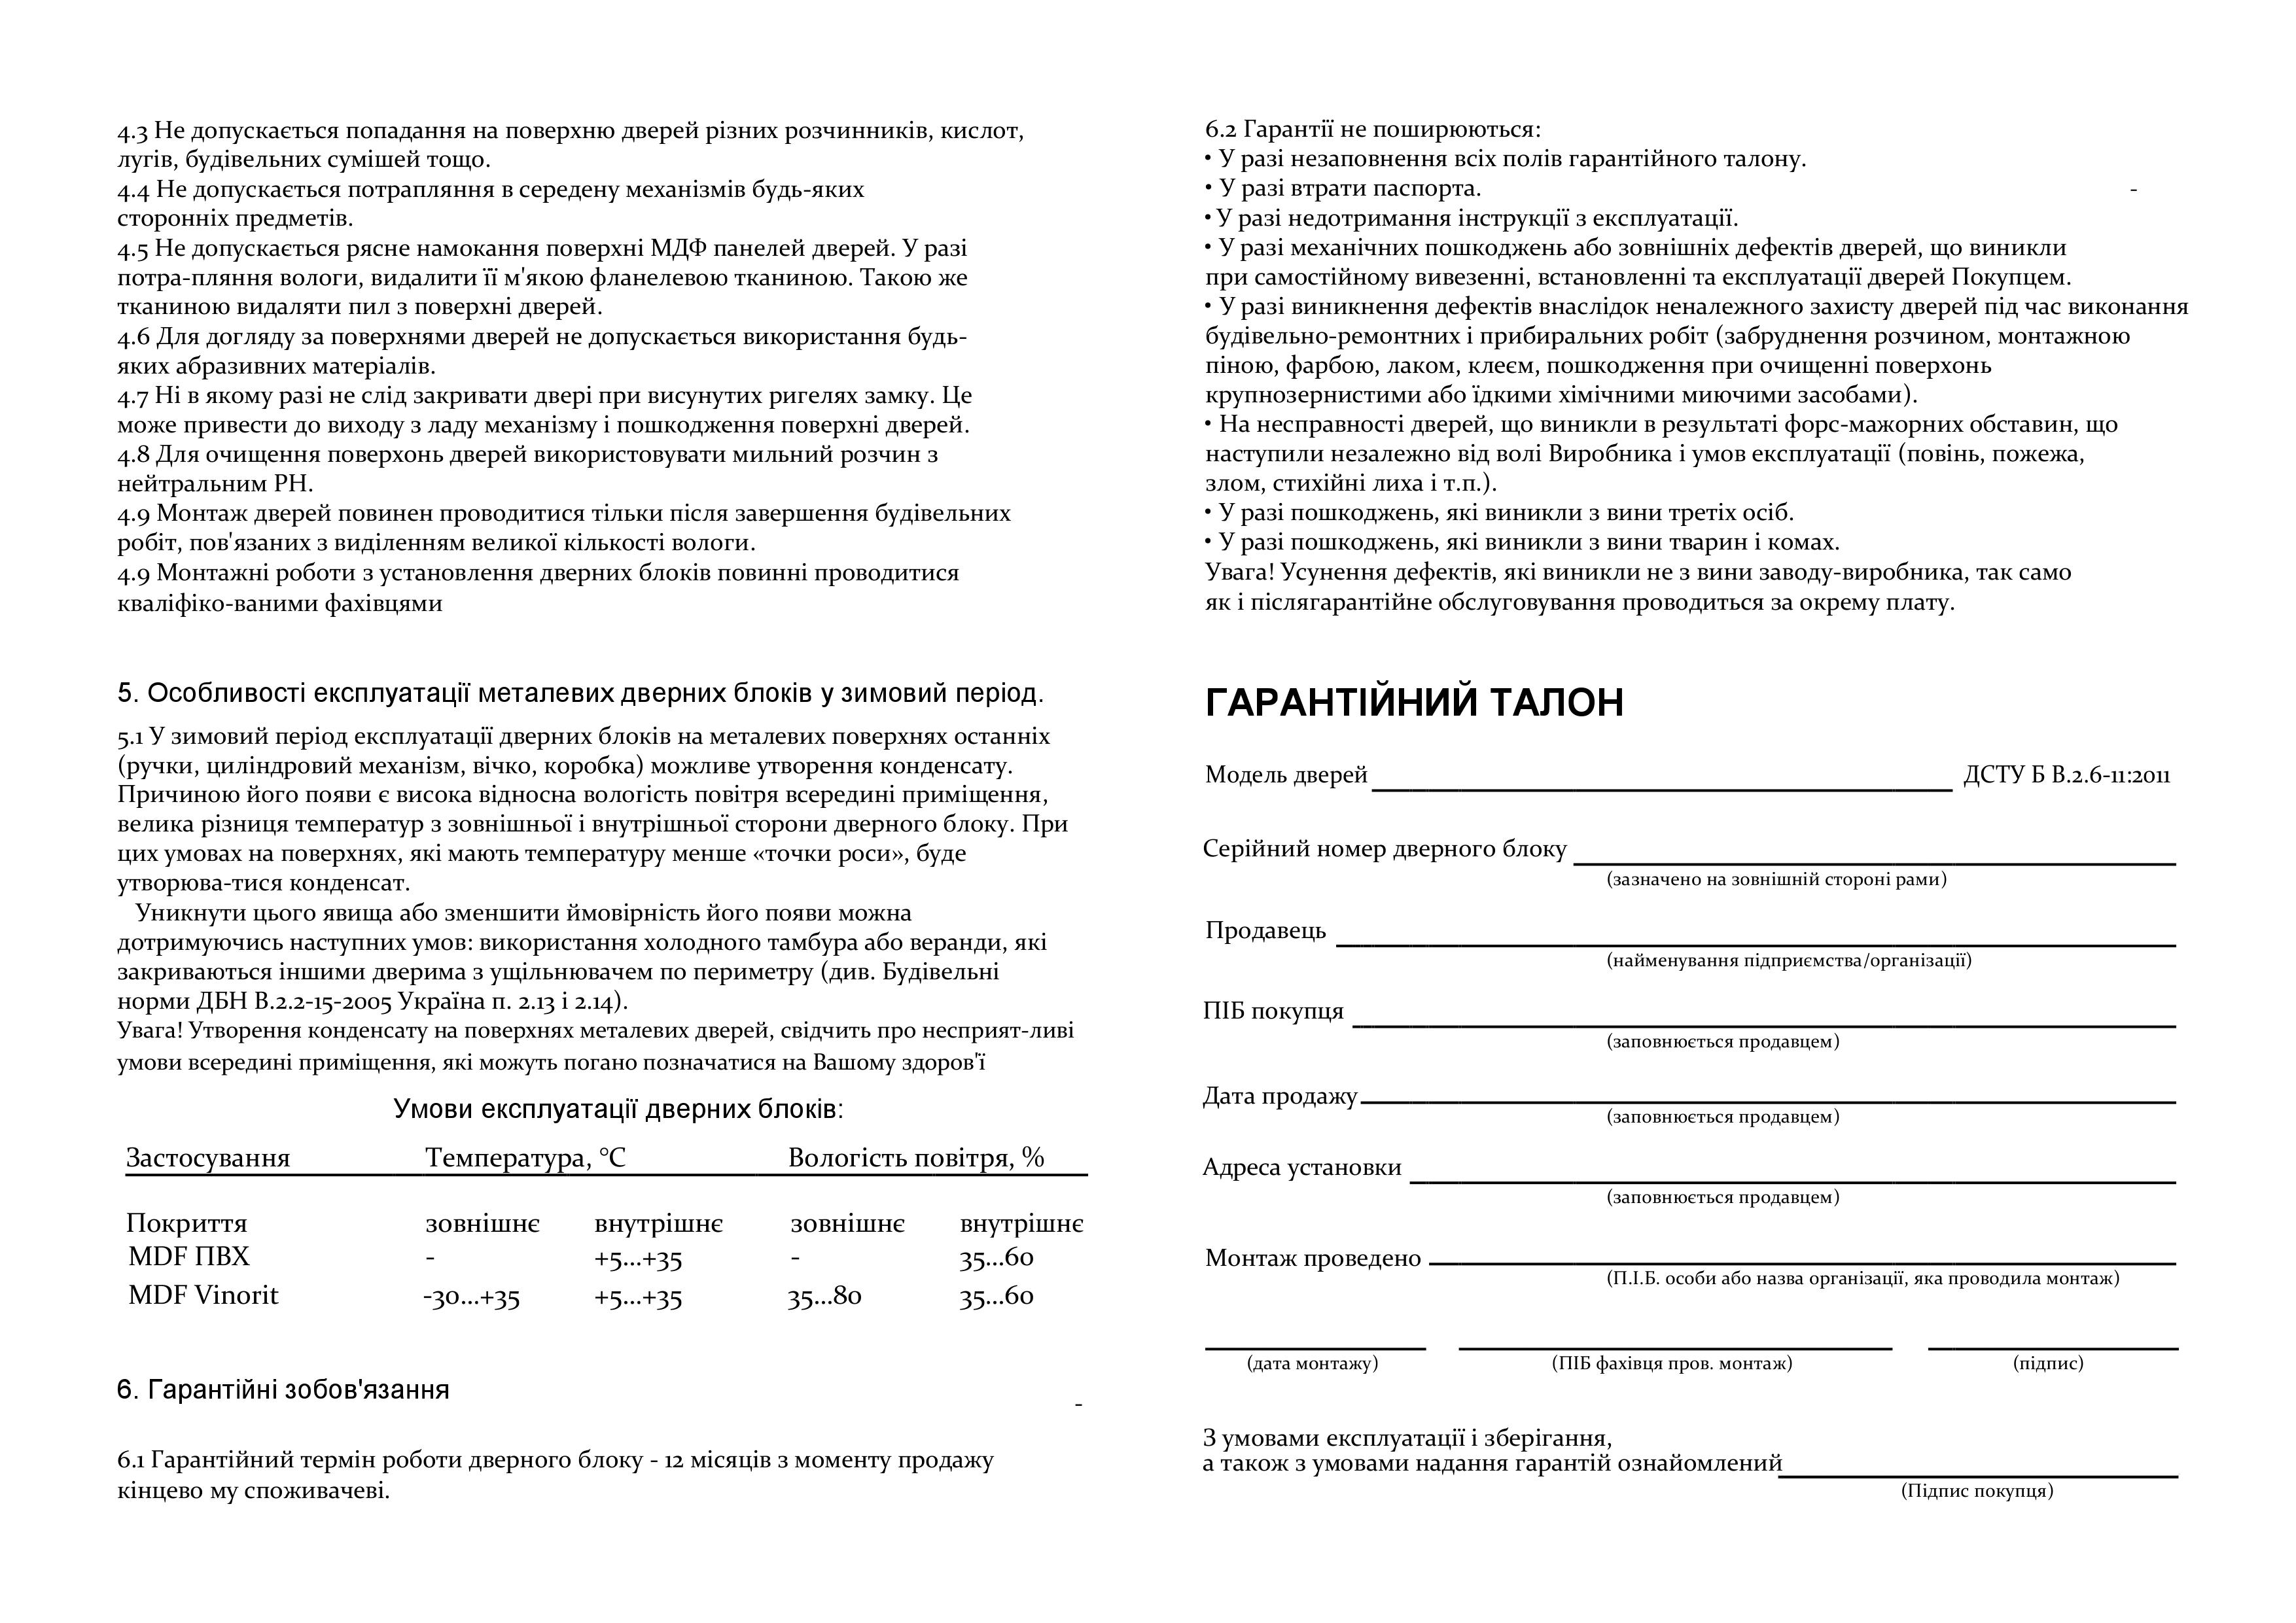 4.3 Не допускається попадання на поверхню дверей різних розчинників, кислот,
лугів, будівельних сумішей тощо.
4.4 Не допускається потрапляння в середену механізмів будь-яких
сторонніх предметів.
4.5 Не допускається рясне намокання поверхні МДФ панелей дверей. У разі
потра-пляння вологи, видалити її м'якою фланелевою тканиною. Такою же
тканиною видаляти пил з поверхні дверей.
4.6 Для догляду за поверхнями дверей не допускається використання будь-
яких абразивних матеріалів.
4.7 Ні в якому разі не слід закривати двері при висунутих ригелях замку. Це
може привести до виходу з ладу механізму і пошкодження поверхні дверей.
4.8 Для очищення поверхонь дверей використовувати мильний розчин з
нейтральним РН.
4.9 Монтаж дверей повинен проводитися тільки після завершення будівельних
робіт, пов'язаних з виділенням великої кількості вологи.
4.9 Монтажні роботи з установлення дверних блоків повинні проводитися
кваліфіко-ваними фахівцями
5. Особливості експлуатації металевих дверних блоків у зимовий період.
5.1 У зимовий період експлуатації дверних блоків на металевих поверхнях останніх
(ручки, циліндровий механізм, вічко, коробка) можливе утворення конденсату.
Причиною його появи є висока відносна вологість повітря всередині приміщення,
велика різниця температур з зовнішньої і внутрішньої сторони дверного блоку. При
цих умовах на поверхнях, які мають температуру менше «точки роси», буде
утворюва-тися конденсат.
Уникнути цього явища або зменшити ймовірність його появи можна
дотримуючись наступних умов: використання холодного тамбура або веранди, які
закриваються іншими дверима з ущільнювачем по периметру (див. Будівельні
норми ДБН В.2.2-15-2005 Україна п. 2.13 і 2.14).
Увага! Утворення конденсату на поверхнях металевих дверей, свідчить про несприят-ливі
умови всередині приміщення, які можуть погано позначатися на Вашому здоров'ї
Умови експлуатації дверних блоків:
Застосування Температура, °С Вологість повітря, %
Покриття зовнішнє внутрішнє зовнішнє внутрішнє
MDF ПВХ - +5...+35 - 35...60
MDF Vinorit -30...+35 +5...+35 35...80 35...60
6. Гарантійні зобов'язання
-
6.1 Гарантійний термін роботи дверного блоку - 12 місяців з моменту продажу
кінцево му споживачеві.
6.2 Гарантії не поширюються:
• У разі незаповнення всіх полів гарантійного талону.
• У разі втрати паспорта. -
• У разі недотримання інструкції з експлуатації.
• У разі механічних пошкоджень або зовнішніх дефектів дверей, що виникли
при самостійному вивезенні, встановленні та експлуатації дверей Покупцем.
• У разі виникнення дефектів внаслідок неналежного захисту дверей під час виконання
будівельно-ремонтних і прибиральних робіт (забруднення розчином, монтажною
піною, фарбою, лаком, клеєм, пошкодження при очищенні поверхонь
крупнозернистими або їдкими хімічними миючими засобами).
• На несправності дверей, що виникли в результаті форс-мажорних обставин, що
наступили незалежно від волі Виробника і умов експлуатації (повінь, пожежа,
злом, стихійні лиха і т.п.).
• У разі пошкоджень, які виникли з вини третіх осіб.
• У разі пошкоджень, які виникли з вини тварин і комах.
Увага! Усунення дефектів, які виникли не з вини заводу-виробника, так само
як і післягарантійне обслуговування проводиться за окрему плату.
ГАРАНТІЙНИЙ ТАЛОН
Модель дверей ДСТУ Б В.2.6-11:2011
Серійний номер дверного блоку
(зазначено на зовнішній стороні рами)
Продавець
(найменування підприємства/організації)
ПІБ покупця
(заповнюється продавцем)
Дата продажу
(заповнюється продавцем)
Адреса установки
(заповнюється продавцем)
Монтаж проведено
(П.І.Б. особи або назва організації, яка проводила монтаж)
(дата монтажу) (ПІБ фахівця пров. монтаж) (підпис)
З умовами експлуатації і зберігання,
а також з умовами надання гарантій ознайомлений
(Підпис покупця)